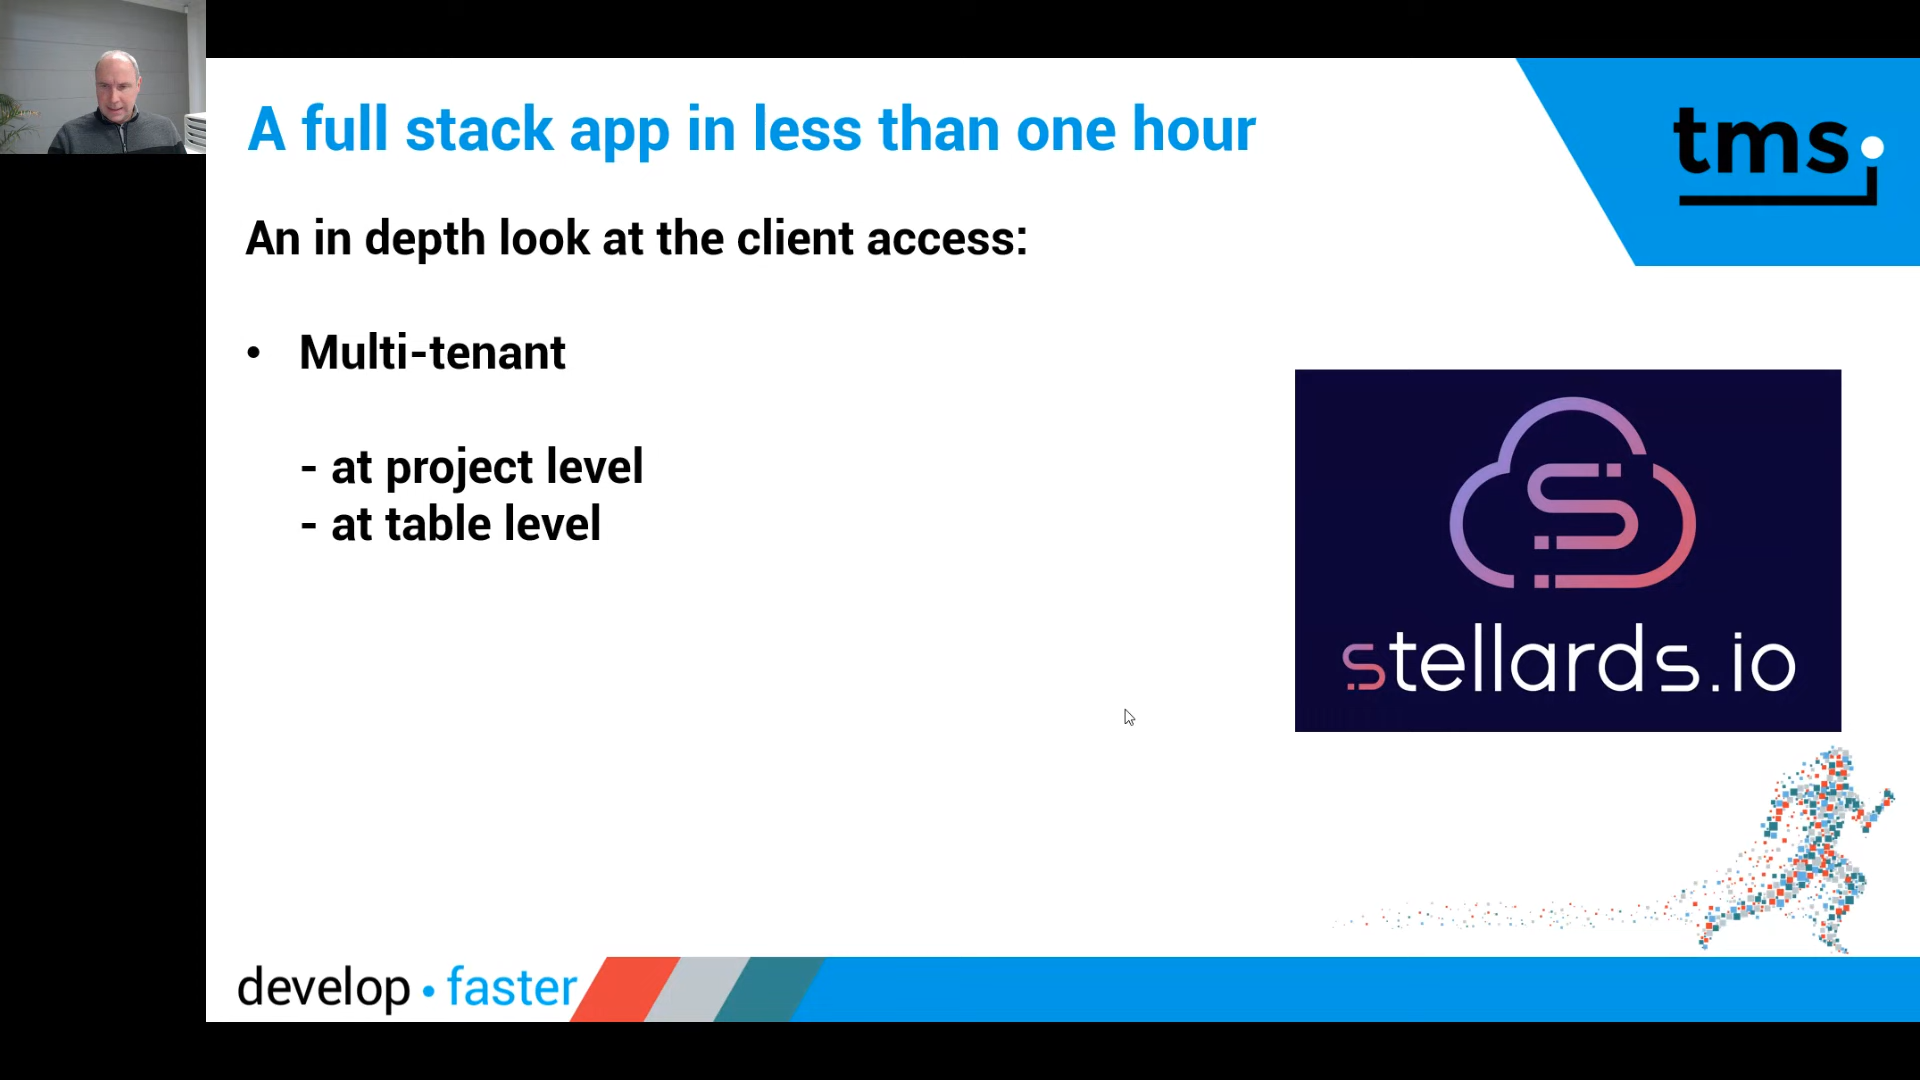 A full stack app in less than one hour
tms
An in depth look at the client access:
• Multi-tenant
- at project level
- at table level
stellards.io
develop • faster